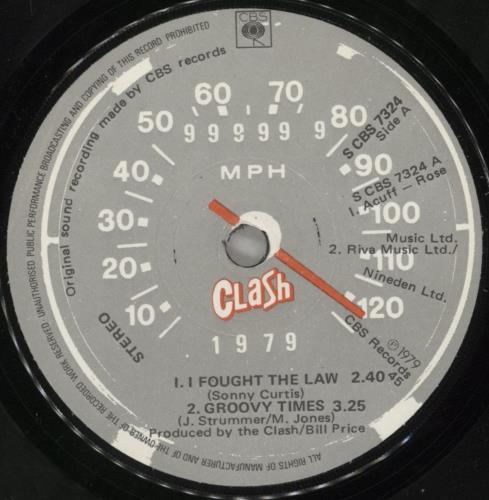 CBS
ALL RIGHTS OF MANUFACTURER AND OF THE OWNER OF THE RECORDED WORK RESERVED. UNAUTHORISED PUBLIC PERFORMANCE BROADCASTING AND COPYING OF THIS RECORD PROHIBITED
Original sound recording made by CBS records
STEREO
10
20
30
40
50
60
70
80
90
100
120
99899 9
MPH
S CBS 7324
Side A
S CBS 7324 A
1. Acuff – Rose
Music Ltd.
2. Riva Music Ltd./
Nineden Ltd.
℗1979
CBS Records
45
CLASH
1979
1. I FOUGHT THE LAW 2.40
(Sonny Curtis)
2. GROOVY TIMES 3.25
(J. Strummer/M. Jones)
Produced by the Clash/Bill Price